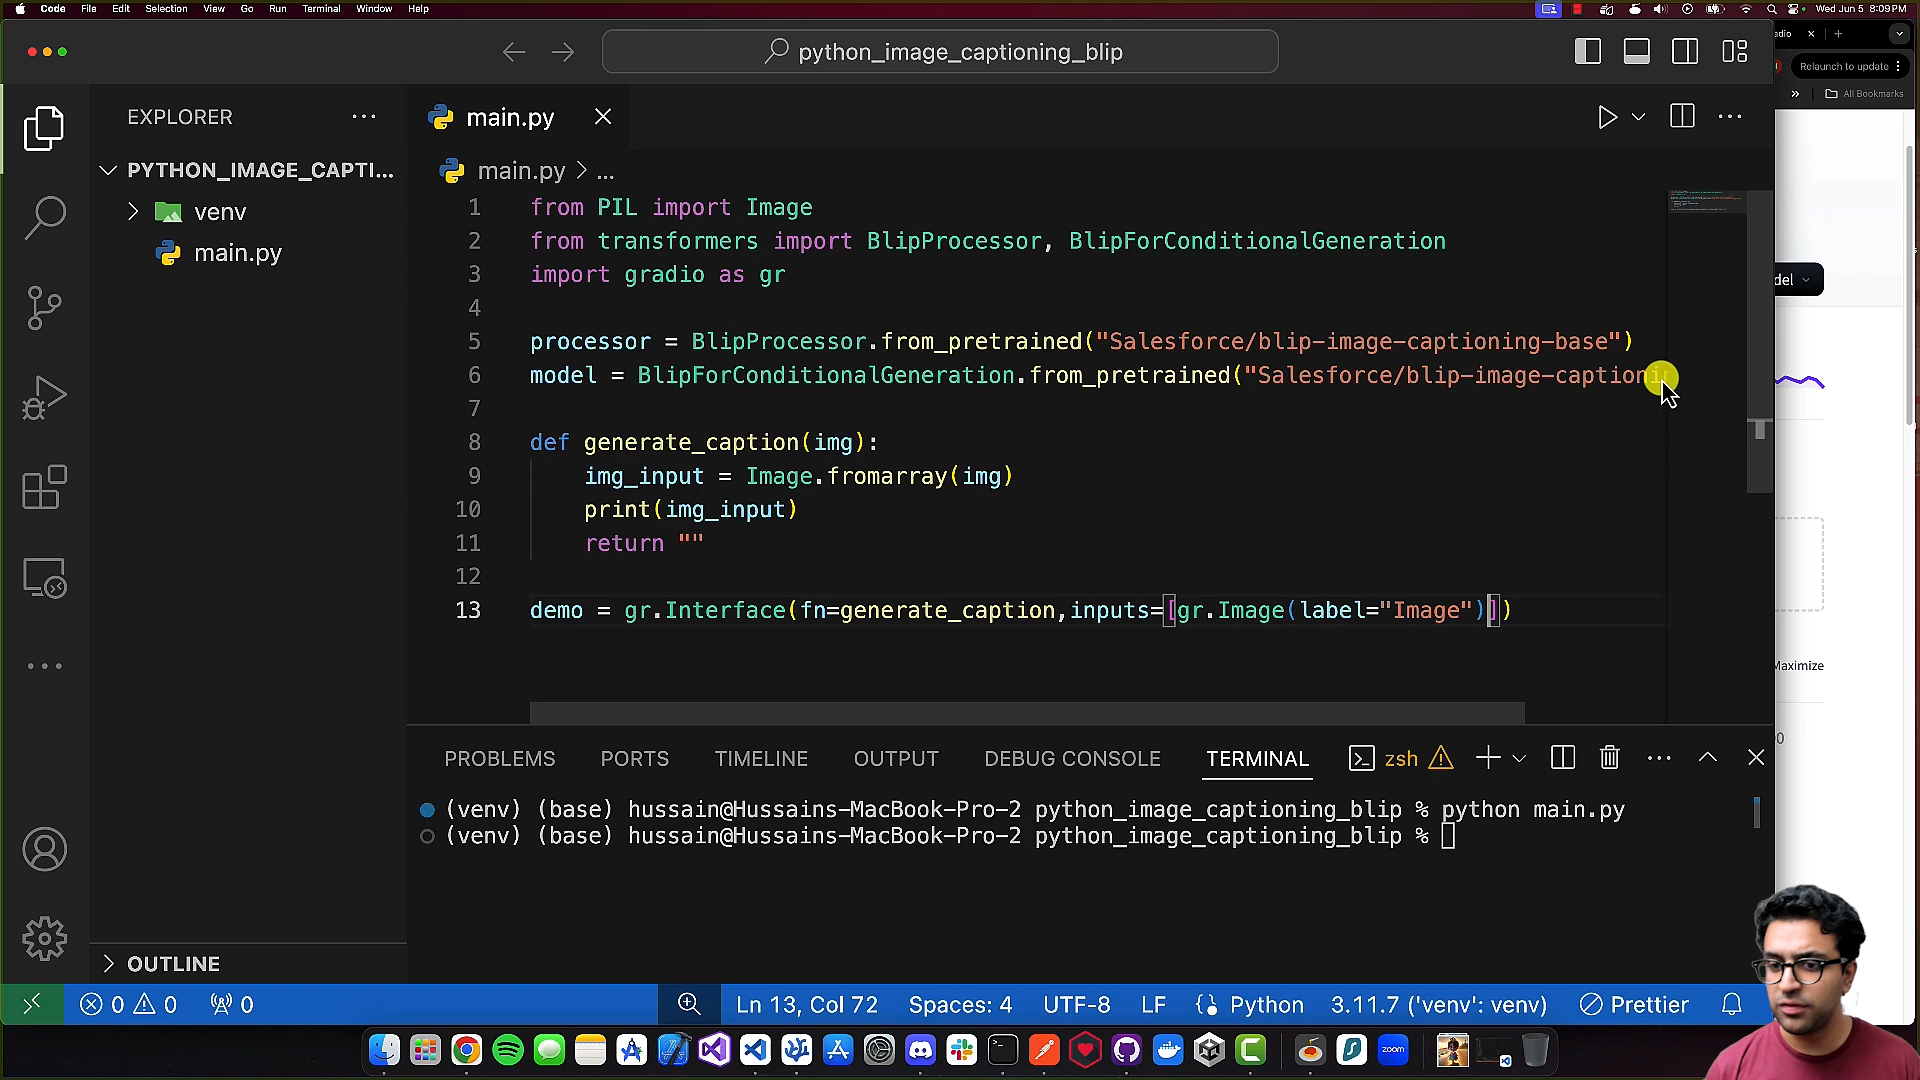 Code File Edit Selection View Go Run Terminal Window Help
Wed Jun 5 8:09 PM
python_image_captioning_blip
adio
Relaunch to update
All Bookmarks
EXPLORER
main.py
PYTHON_IMAGE_CAPTI...
main.py > ...
venv
main.py
1 from PIL import Image
2 from transformers import BlipProcessor, BlipForConditionalGeneration
3 import gradio as gr
4
5 processor = BlipProcessor.from_pretrained("Salesforce/blip-image-captioning-base")
6 model = BlipForConditionalGeneration.from_pretrained("Salesforce/blip-image-captioni
7
8 def generate_caption(img):
9 img_input = Image.fromarray(img)
10 print(img_input)
11 return ""
12
13 demo = gr.Interface(fn=generate_caption,inputs=[gr.Image(label="Image")])
del
Maximize
PROBLEMS PORTS TIMELINE OUTPUT DEBUG CONSOLE TERMINAL zsh
(venv) (base) hussain@Hussains-MacBook-Pro-2 python_image_captioning_blip % python main.py
(venv) (base) hussain@Hussains-MacBook-Pro-2 python_image_captioning_blip %
OUTLINE
0 0 0 Ln 13, Col 72 Spaces: 4 UTF-8 LF Python 3.11.7 ('venv': venv) Prettier
zoom